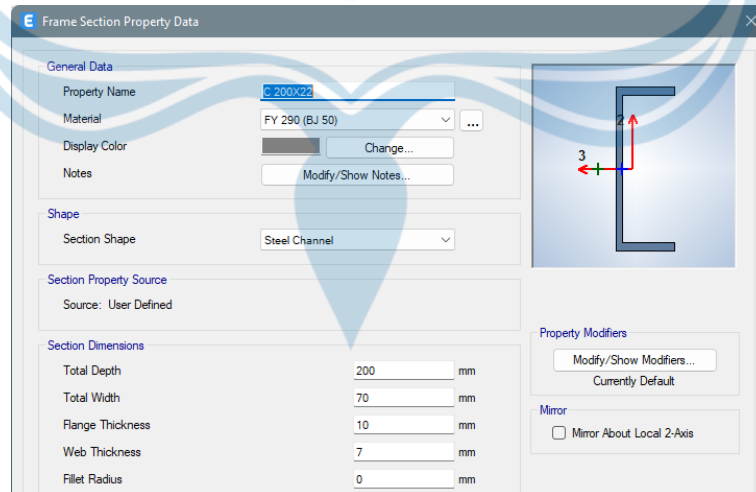 E Frame Section Property Data
General Data
Property Name C 200X22
Material FY 290 (BJ 50) ...
Display Color Change...
Notes Modify/Show Notes...
Shape
Section Shape Steel Channel
Section Property Source
Source: User Defined
Section Dimensions
Total Depth 200 mm
Total Width 70 mm
Flange Thickness 10 mm
Web Thickness 7 mm
Fillet Radius 0 mm
2
3
Property Modifiers
Modify/Show Modifiers...
Currently Default
Mirror
Mirror About Local 2-Axis